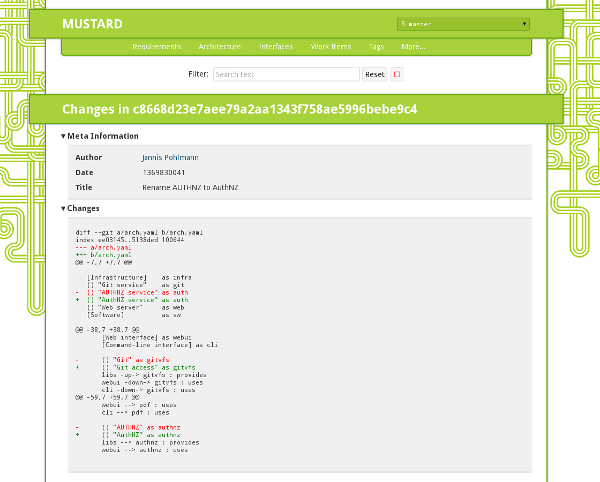 MUSTARD
§ master
Requirements Architecture Interfaces Work Items Tags More...
Filter: Search text Reset
Changes in c8668d23e7aee79a2aa1343f758ae5996bebe9c4
▾ Meta Information
Author Jannis Pohlmann
Date 1369830041
Title Rename AUTHNZ to AuthNZ
▾ Changes
diff --git a/arch.yaml b/arch.yaml
index ee03145..5138ded 100644
--- a/arch.yaml
+++ b/arch.yaml
@@ -7,7 +7,7 @@
[Infrastructure] as infra
() "Git service" as git
- () "AUTHNZ service" as auth
+ () "AuthNZ service" as auth
() "Web server" as web
[Software] as sw
@@ -38,7 +38,7 @@
[Web interface] as webui
[Command-line interface] as cli
- () "Git" as gitvfs
+ () "Git access" as gitvfs
libs -up-> gitvfs : provides
webui -down-> gitvfs : uses
cli -down-> gitvfs : uses
@@ -59,7 +59,7 @@
webui --> pdf : uses
cli --> pdf : uses
- () "AUTHNZ" as authnz
+ () "AuthNZ" as authnz
libs --> authnz : provides
webui --> authnz : uses